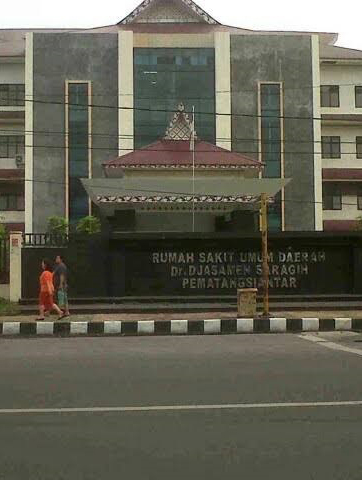 RUMAH SAKIT UMUM DAERAH
Dr.DJASAMEN SARAGIH
PEMATANGSIANTAR